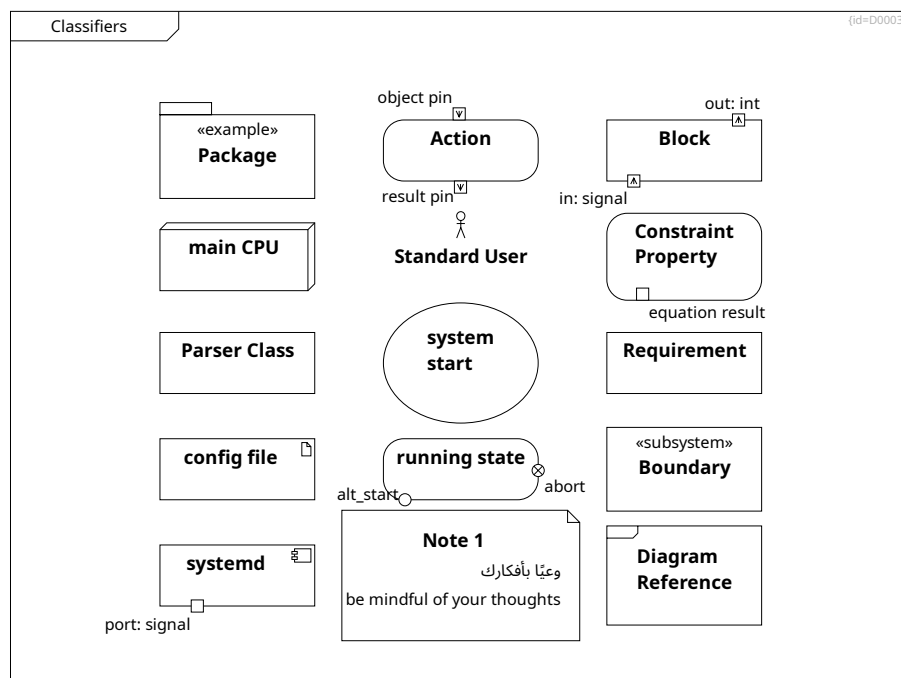 Classifiers
{id=D0003
«example»
Package
object pin
Action
result pin
out: int
Block
in: signal
main CPU
Standard User
Constraint
Property
equation result
Parser Class
system
start
Requirement
config file
running state
alt_start
abort
«subsystem»
Boundary
systemd
port: signal
Note 1
وعيًا بأفكارك
be mindful of your thoughts
Diagram
Reference